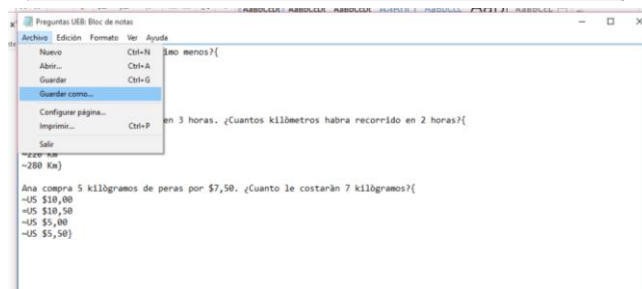 Preguntas UEB: Bloc de notas
Archivo Edición Formato Ver Ayuda
Nuevo Ctrl+N
imo menos?{
Abrir... Ctrl+A
Guardar Ctrl+G
Guardar como...
Configurar página...
en 3 horas. ¿Cuantos kilòmetros habra recorrido en 2 horas?{
Imprimir... Ctrl+P
Salir
~220 Km
~280 Km}
Ana compra 5 kilògramos de peras por $7,50. ¿Cuanto le costaràn 7 kilògramos?{
~US $10,00
=US $10,50
~US $5,00
~US $5,50}